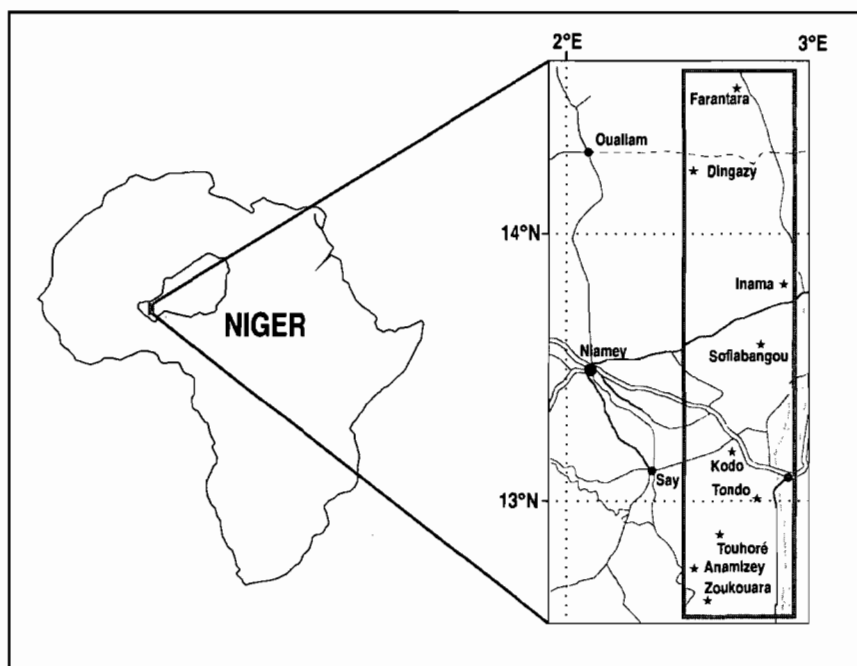 2°E 3°E
Farantara
Ouallam
Dingazy
14°N
Inama
NIGER
Niamey
Sofiabangou
Kodo
Say
Tondo
13°N
Touhoré
Anamizey
Zoukouara